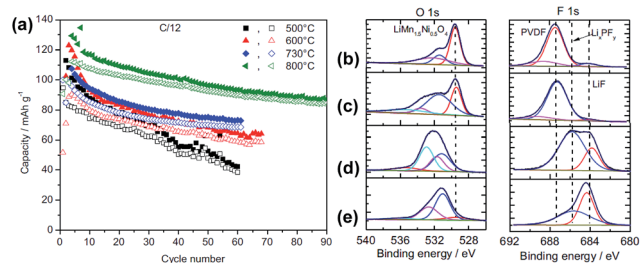 (a)
C/12
500°C
600°C
730°C
800°C
Capacity / mAh g⁻¹
140
120
100
80
60
40
20
0
0 10 20 30 40 50 60 70 80 90
Cycle number
O 1s
F 1s
(b)
LiMn₁.₅Ni₀.₅O₄
PVDF
LiₓPFᵧ
(c)
LiF
(d)
(e)
540 536 532 528
Binding energy / eV
692 688 684 680
Binding energy / eV